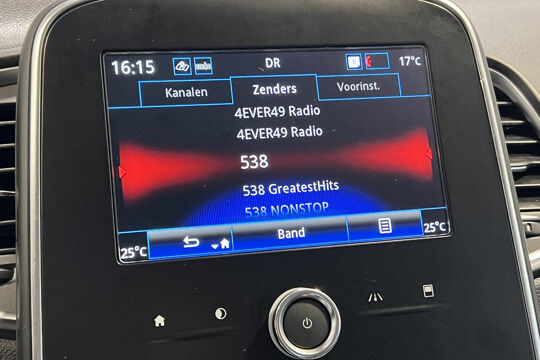 16:15 DR 17°C
Kanalen Zenders Voorinst.
4EVER49 Radio
4EVER49 Radio
538
538 GreatestHits
538 NONSTOP
25°C Band 25°C